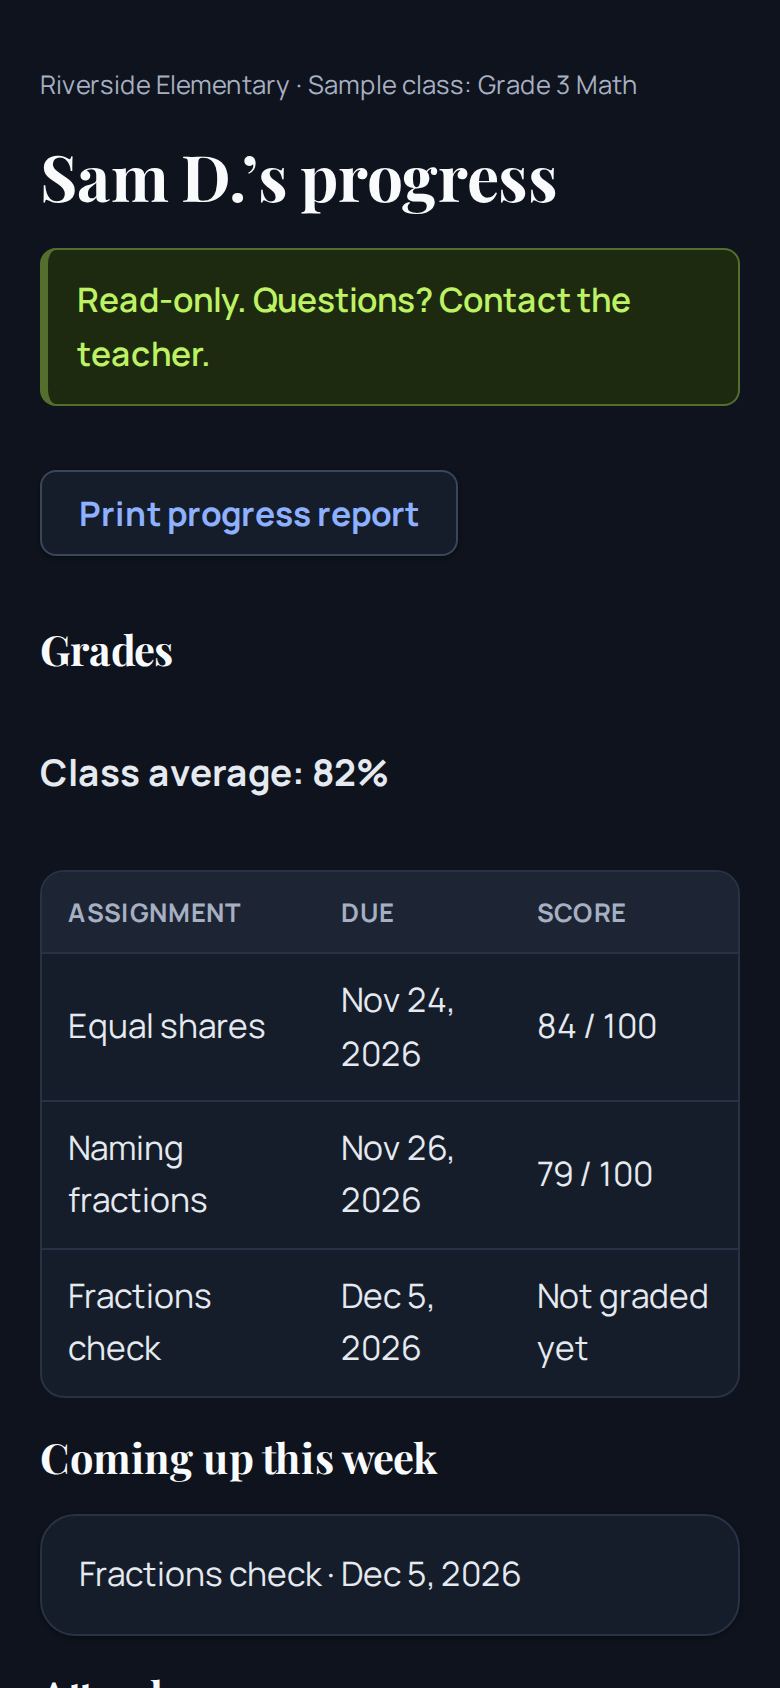 Riverside Elementary · Sample class: Grade 3 Math
Sam D.’s progress
Read-only. Questions? Contact the
teacher.
Print progress report
Grades
Class average: 82%
ASSIGNMENT DUE SCORE
Equal shares Nov 24, 2026 84 / 100
Naming fractions Nov 26, 2026 79 / 100
Fractions check Dec 5, 2026 Not graded yet
Coming up this week
Fractions check · Dec 5, 2026